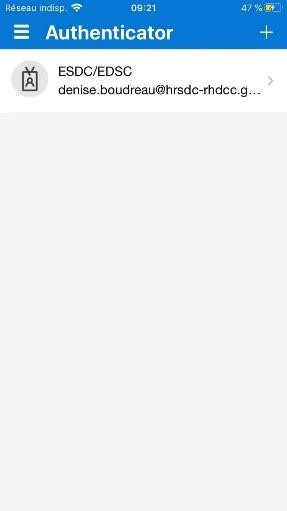 Réseau indisp. 09:21 47 %
Authenticator
ESDC/EDSC
denise.boudreau@hrsdc-rhdcc.g...